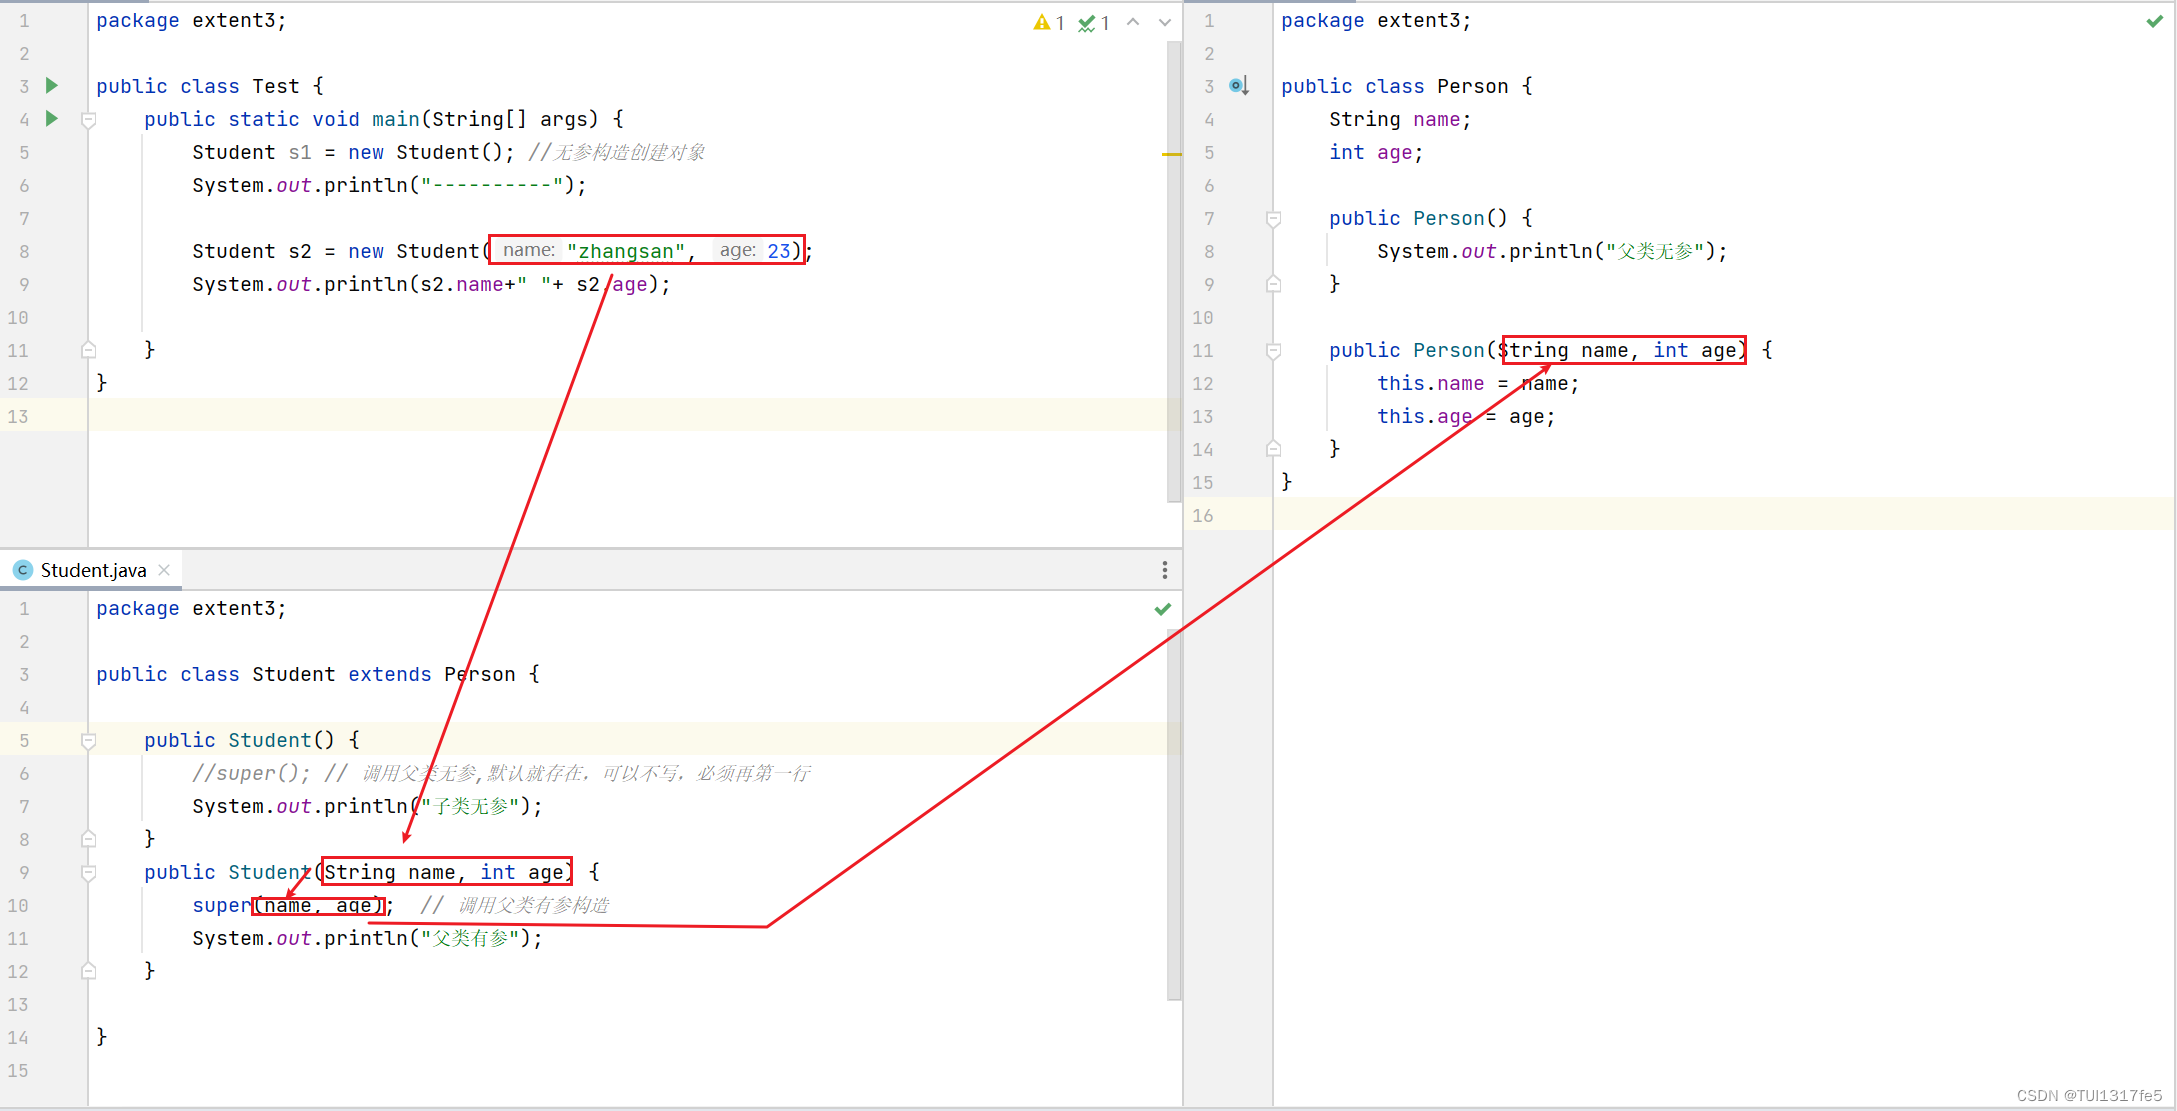 1 package extent3;
2
3 public class Test {
4 public static void main(String[] args) {
5 Student s1 = new Student(); //无参构造创建对象
6 System.out.println("----------");
7
8 Student s2 = new Student( name: "zhangsan", age: 23);
9 System.out.println(s2.name+" "+ s2.age);
10
11 }
12 }
13
1 1
Student.java
1 package extent3;
2
3 public class Student extends Person {
4
5 public Student() {
6 //super(); // 调用父类无参,默认就存在，可以不写，必须再第一行
7 System.out.println("子类无参");
8 }
9 public Student(String name, int age) {
10 super(name, age); // 调用父类有参构造
11 System.out.println("父类有参");
12 }
13
14 }
15
1 package extent3;
2
3 public class Person {
4 String name;
5 int age;
6
7 public Person() {
8 System.out.println("父类无参");
9 }
10
11 public Person(String name, int age) {
12 this.name = name;
13 this.age = age;
14 }
15 }
16
CSDN @TUI1317fe5